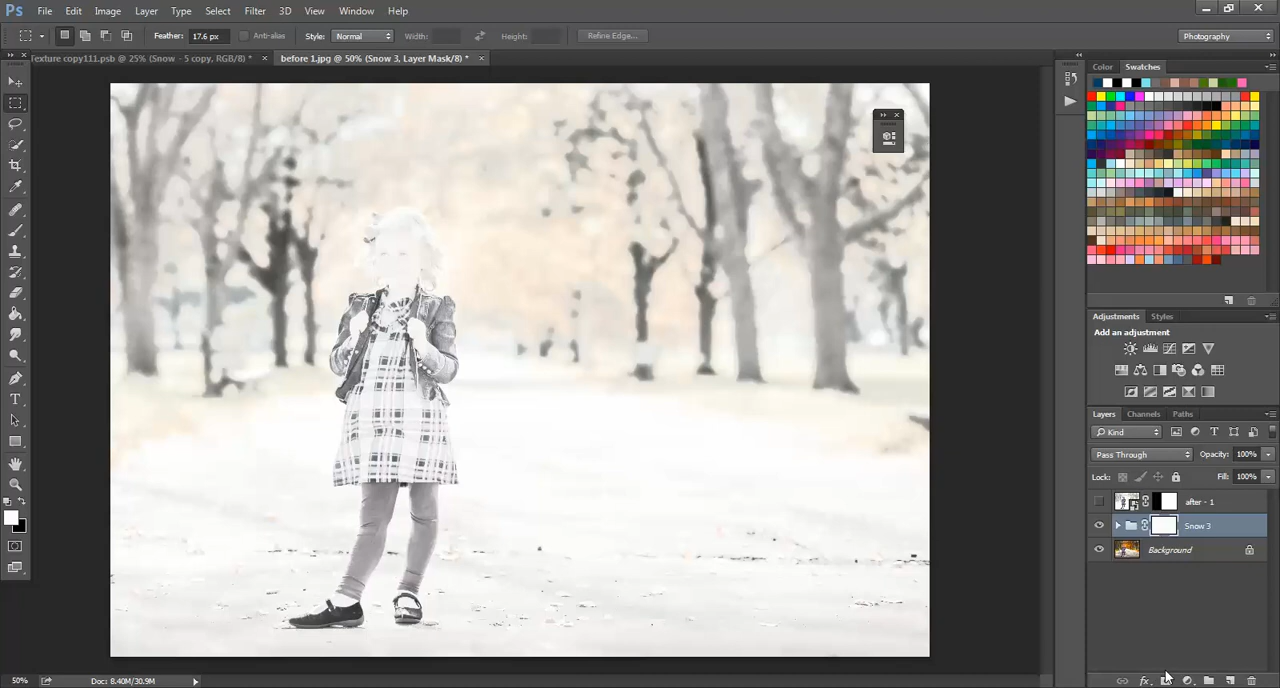 Ps File Edit Image Layer Type Select Filter 3D View Window Help
Feather: 17.6 px Anti-alias Style: Normal Width: Height: Refine Edge... Photography
Texture copy111.psb @ 25% (Snow - 5 copy, RGB/8) * × before 1.jpg @ 50% (Snow 3, Layer Mask/8) * ×
Color Swatches
Adjustments Styles
Add an adjustment
Layers Channels Paths
Kind
Pass Through Opacity: 100%
Lock: Fill: 100%
after - 1
Snow 3
Background
fx
50% Doc: 8.40M/30.9M